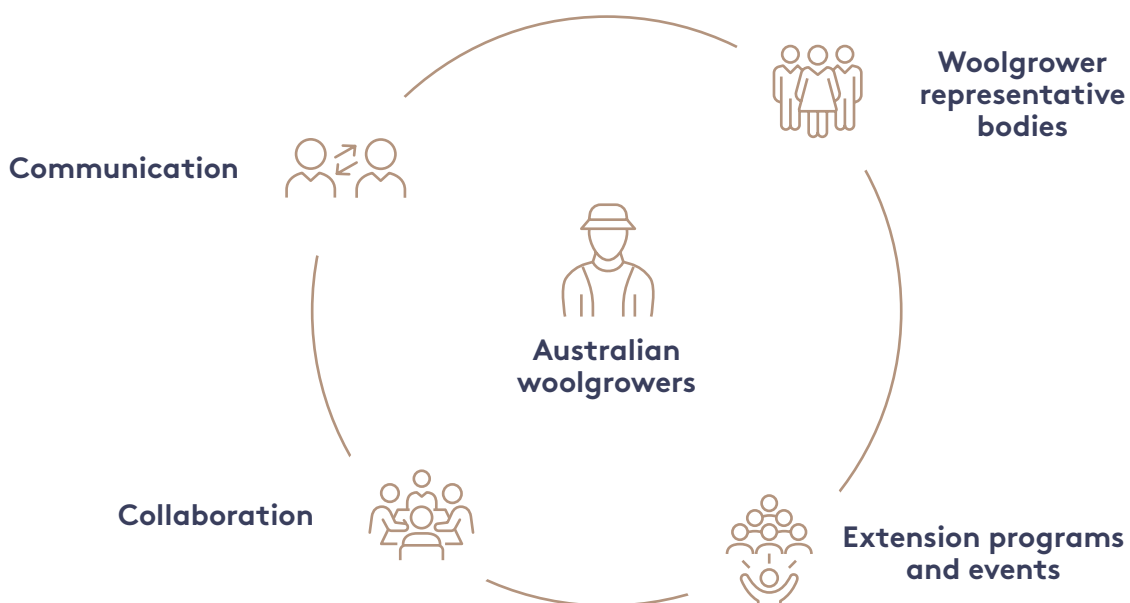 Woolgrower
representative
bodies
Communication
Australian
woolgrowers
Collaboration
Extension programs
and events